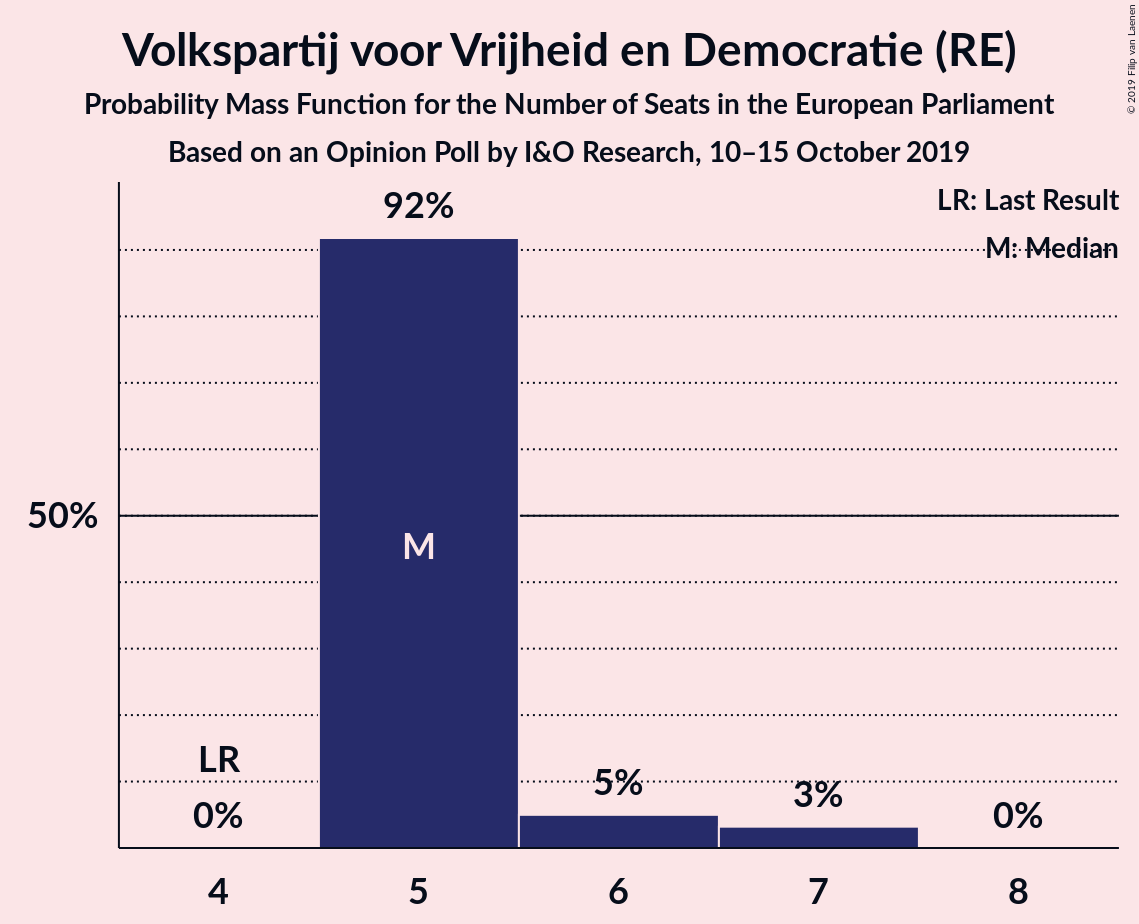 Volkspartij voor Vrijheid en Democratie (RE)
Probability Mass Function for the Number of Seats in the European Parliament
Based on an Opinion Poll by I&O Research, 10–15 October 2019
© 2019 Filip van Laenen
LR: Last Result
M: Median
92%
50%
M
LR
0%
5%
3%
0%
4 5 6 7 8